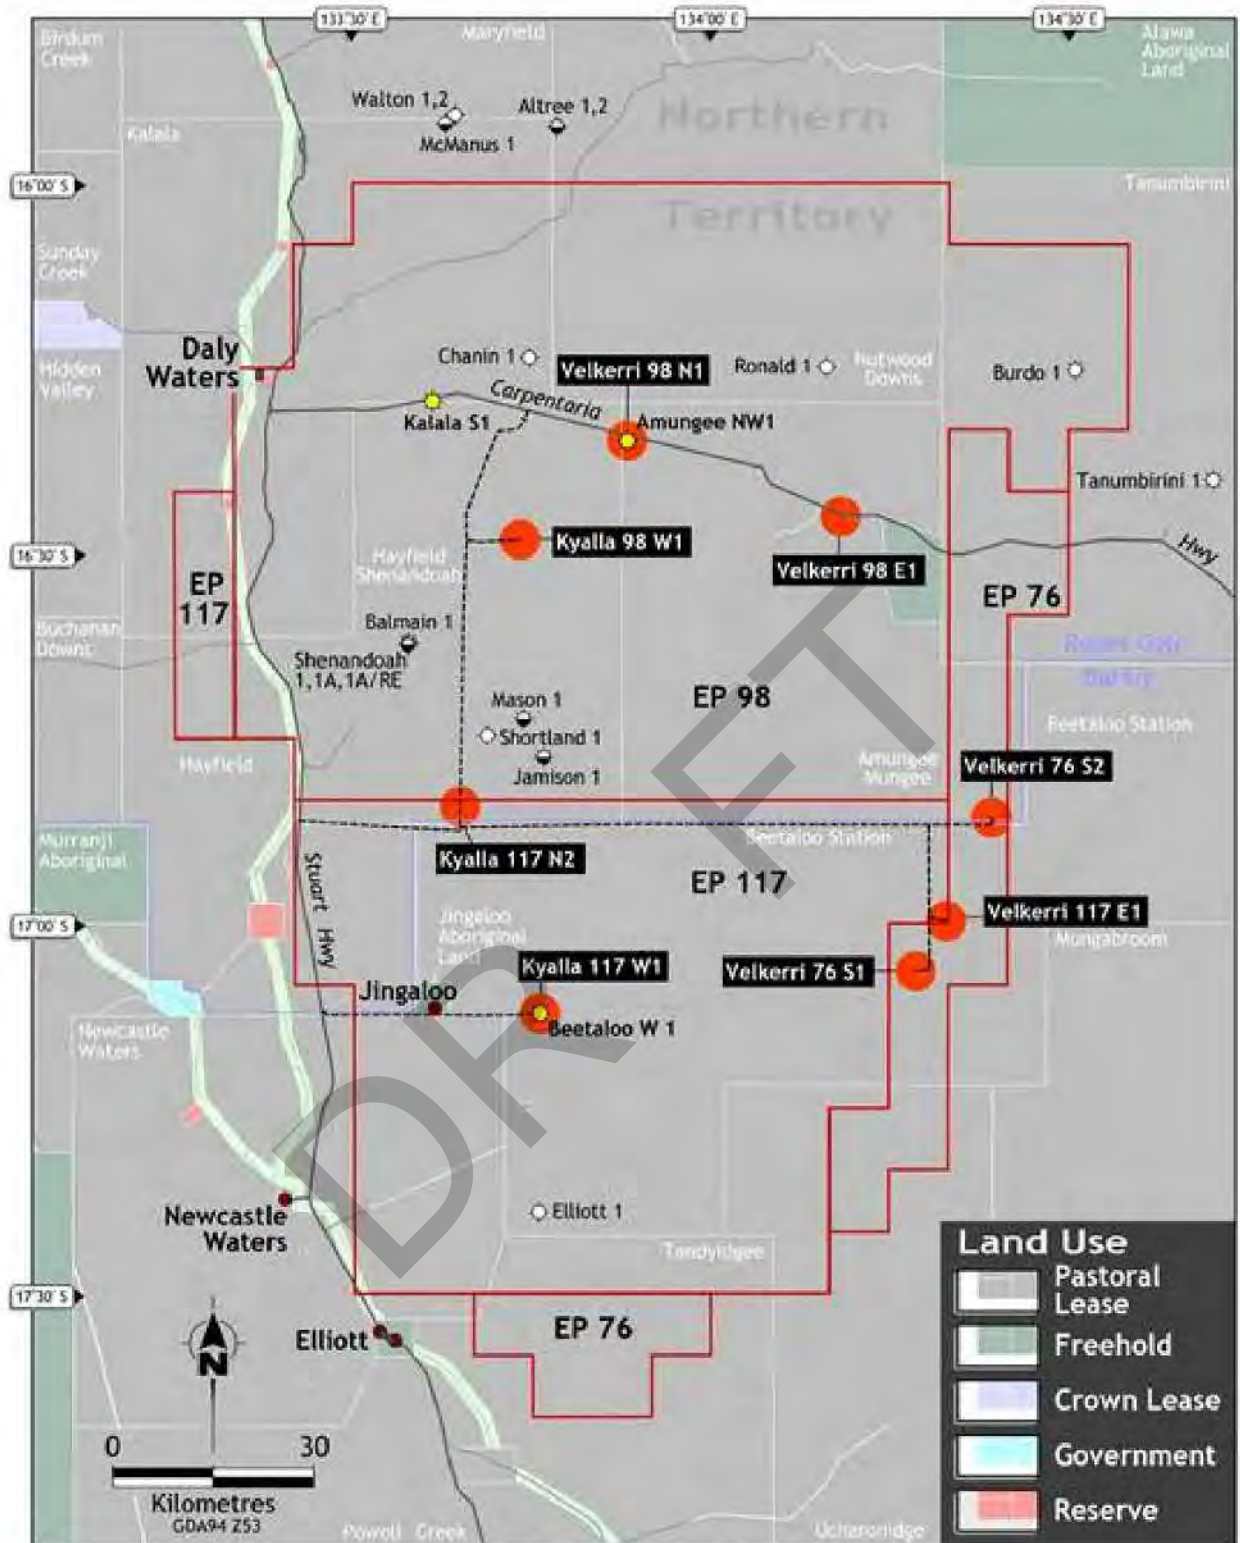 133°30' E
134°00' E
134°30' E
Birdum
Creek
Maryfield
Alawa
Aboriginal
Land
Walton 1,2
Altree 1,2
McManus 1
Kalala
Northern
Territory
16°00' S
Tanumbirini
Sunday
Creek
Daly
Waters
Hidden
Valley
Chanin 1
Velkerri 98 N1
Ronald 1
Nutwood
Downs
Burdo 1
Carpentaria
Kalala S1
Amungee NW1
Tanumbirini 1
Hwy
16°30' S
Kyalla 98 W1
Hayfield
Shenandoah
Velkerri 98 E1
EP
117
EP 76
Buchanan
Downs
Balmain 1
Shenandoah
1,1A,1A/RE
Roper Gulf
Barkly
EP 98
Mason 1
Shortland 1
Jamison 1
Beetaloo Station
Hayfield
Amungee
Mungee
Velkerri 76 S2
Murranji
Aboriginal
Beetaloo Station
Kyalla 117 N2
EP 117
Stuart Hwy
Velkerri 117 E1
17°00' S
Jingaloo
Aboriginal
Land
Mungabroom
Kyalla 117 W1
Velkerri 76 S1
Jingaloo
Beetaloo W 1
Newcastle
Waters
DRAFT
Newcastle
Waters
Elliott 1
Tandyidgee
17°30' S
N
Elliott
EP 76
0 30
Kilometres
GDA94 Z53
Powell Creek
Ucharonidge
Land Use
Pastoral
Lease
Freehold
Crown Lease
Government
Reserve